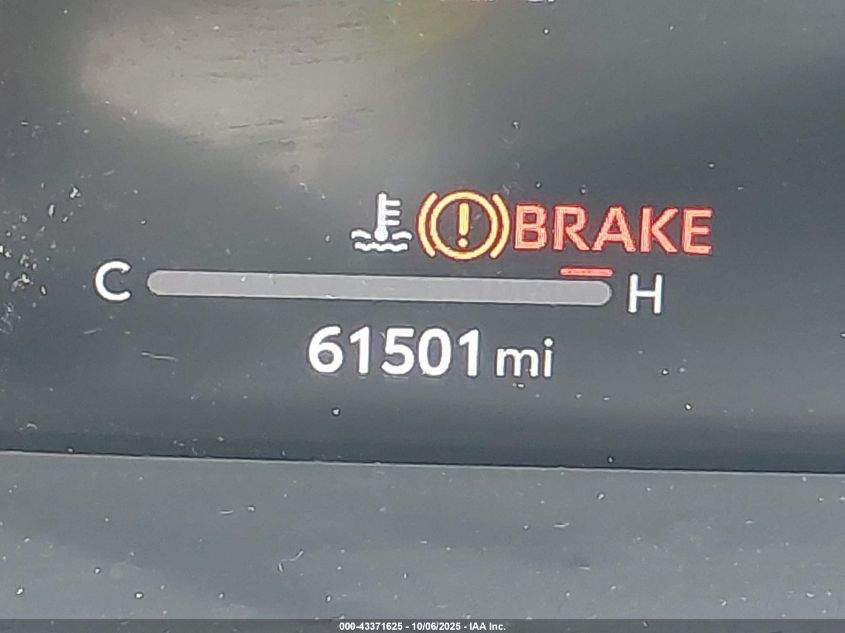 ! BRAKE
C H
61501 mi
000-43371625 - 10/06/2025 - IAA Inc.